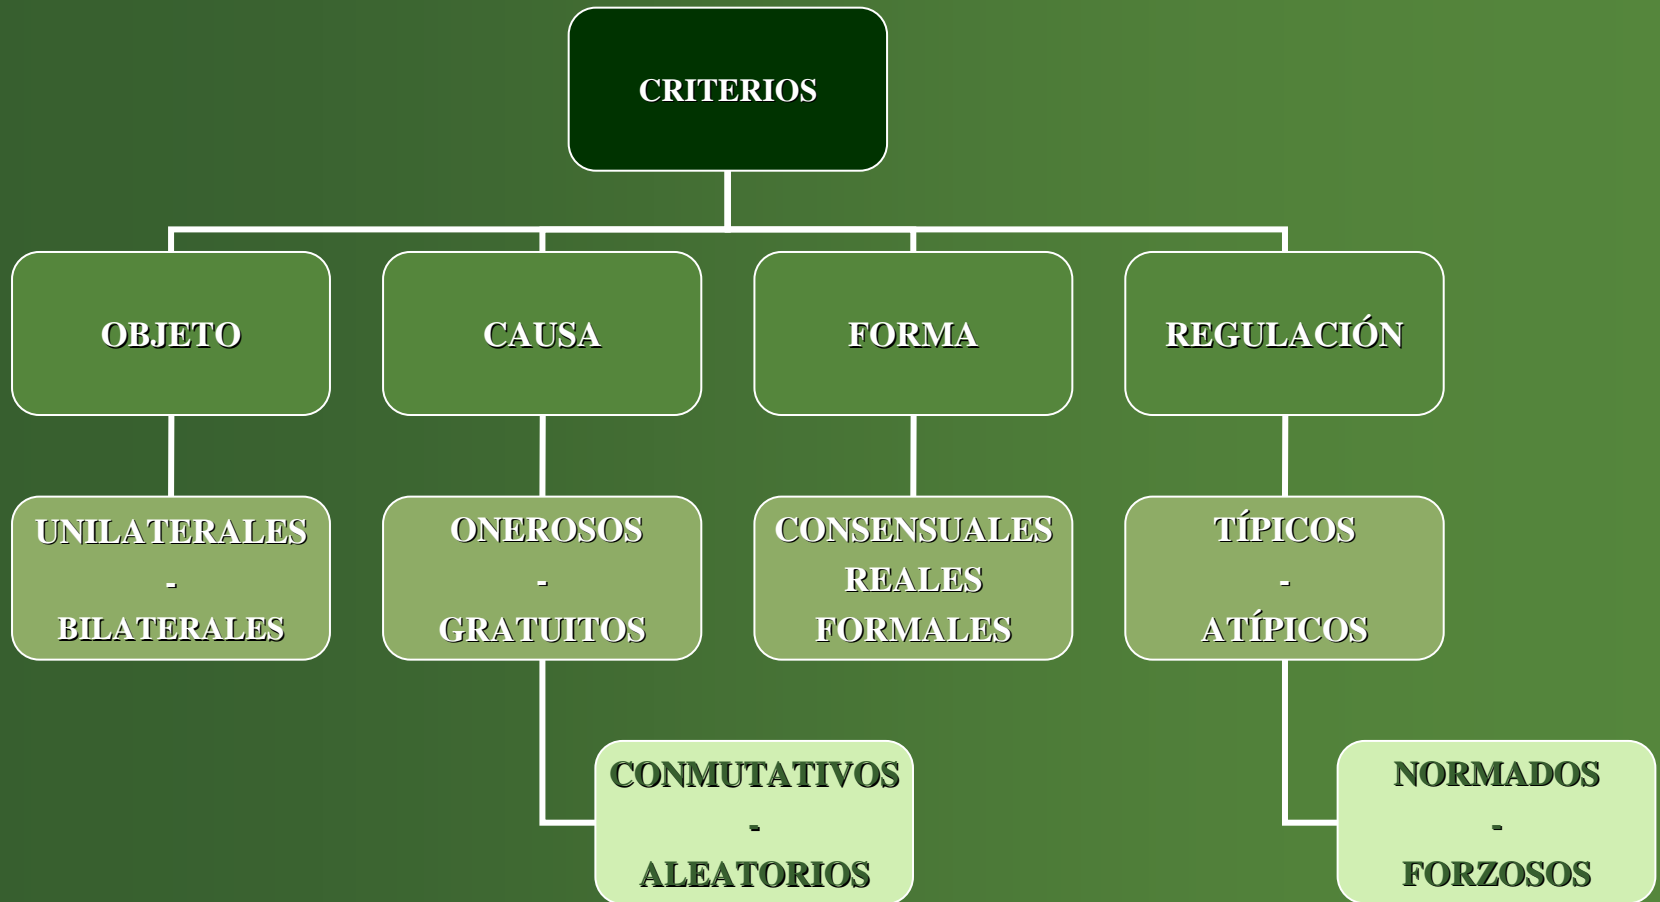 CRITERIOS
OBJETO
CAUSA
FORMA
REGULACIÓN
UNILATERALES
-
BILATERALES
ONEROSOS
-
GRATUITOS
CONSENSUALES
REALES
FORMALES
TÍPICOS
-
ATÍPICOS
CONMUTATIVOS
-
ALEATORIOS
NORMADOS
-
FORZOSOS